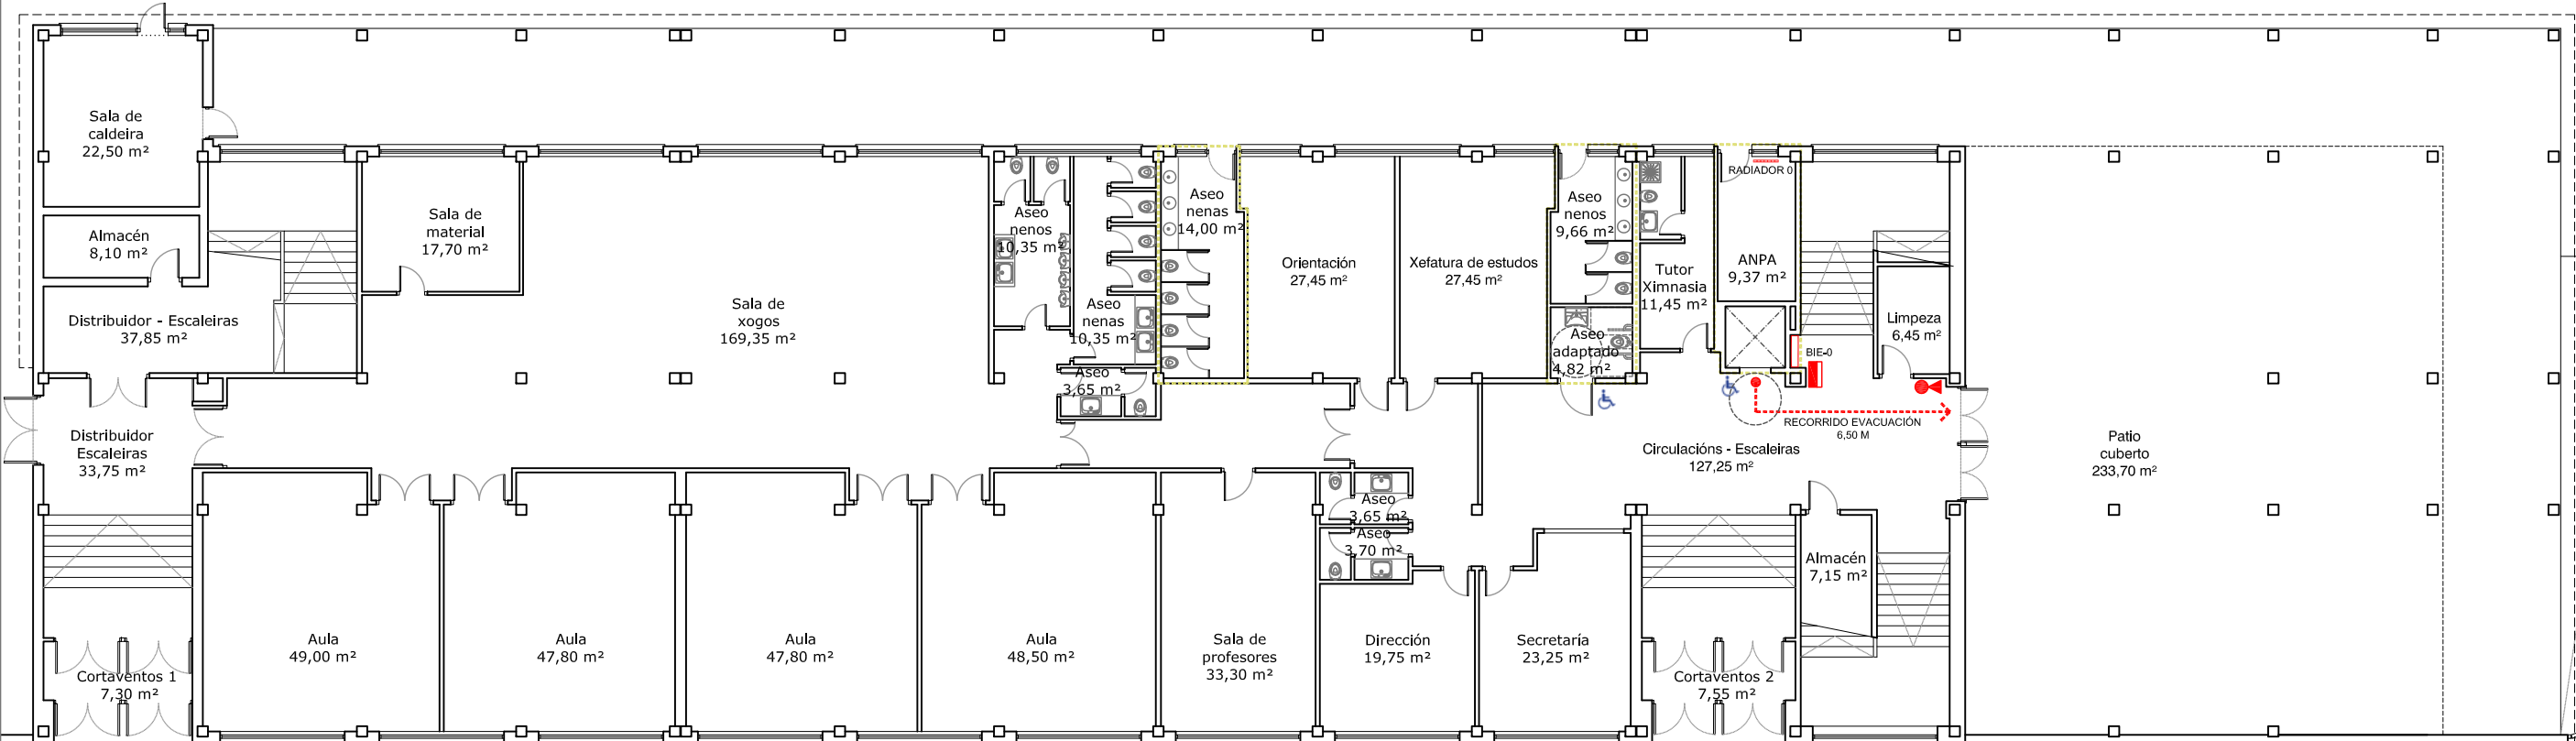 Sala de
caldeira
22,50 m²
Almacén
8,10 m²
Distribuidor - Escaleiras
37,85 m²
Distribuidor
Escaleiras
33,75 m²
Cortaventos 1
7,30 m²
Sala de
material
17,70 m²
Sala de
xogos
169,35 m²
Aula
49,00 m²
Aula
47,80 m²
Aula
47,80 m²
Aula
48,50 m²
Aseo
nenos
10,35 m²
Aseo
nenas
10,35 m²
Aseo
3,65 m²
Aseo
nenas
14,00 m²
Orientación
27,45 m²
Xefatura de estudos
27,45 m²
Aseo
nenos
9,66 m²
Aseo
adaptado
4,82 m²
Tutor
Ximnasia
11,45 m²
RADIADOR 0
ANPA
9,37 m²
Limpeza
6,45 m²
BIE-0
RECORRIDO EVACUACIÓN
6,50 M
Circulacións - Escaleiras
127,25 m²
Patio
cuberto
233,70 m²
Sala de
profesores
33,30 m²
Aseo
3,65 m²
Aseo
3,70 m²
Dirección
19,75 m²
Secretaría
23,25 m²
Cortaventos 2
7,55 m²
Almacén
7,15 m²